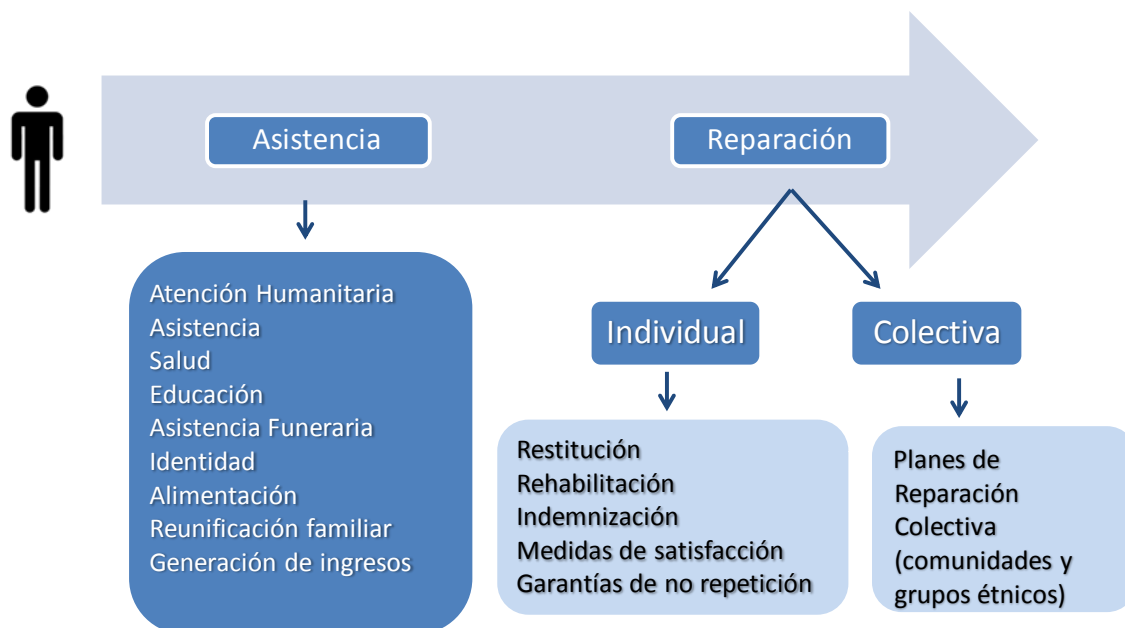 Asistencia
Reparación
Atención Humanitaria
Asistencia
Salud
Educación
Asistencia Funeraria
Identidad
Alimentación
Reunificación familiar
Generación de ingresos
Individual
Colectiva
Restitución
Rehabilitación
Indemnización
Medidas de satisfacción
Garantías de no repetición
Planes de
Reparación
Colectiva
(comunidades y
grupos étnicos)